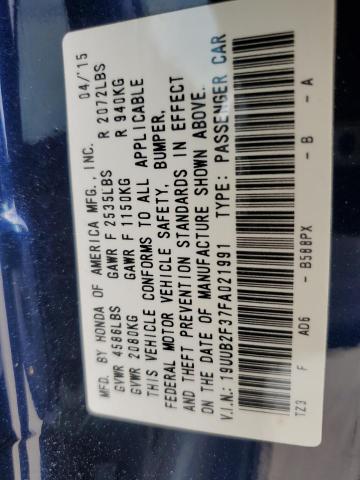 MFD. BY HONDA OF AMERICA MFG., INC. 04/'15
GVWR 4586LBS GAWR F 2535LBS R 2072LBS
GVWR 2080KG GAWR F 1150KG R 940KG
THIS VEHICLE CONFORMS TO ALL APPLICABLE
FEDERAL MOTOR VEHICLE SAFETY, BUMPER,
AND THEFT PREVENTION STANDARDS IN EFFECT
ON THE DATE OF MANUFACTURE SHOWN ABOVE.
V.I.N.: 19UUB2F37FA021991 TYPE: PASSENGER CAR
TZ3 F AD6 - B588PX - B - A